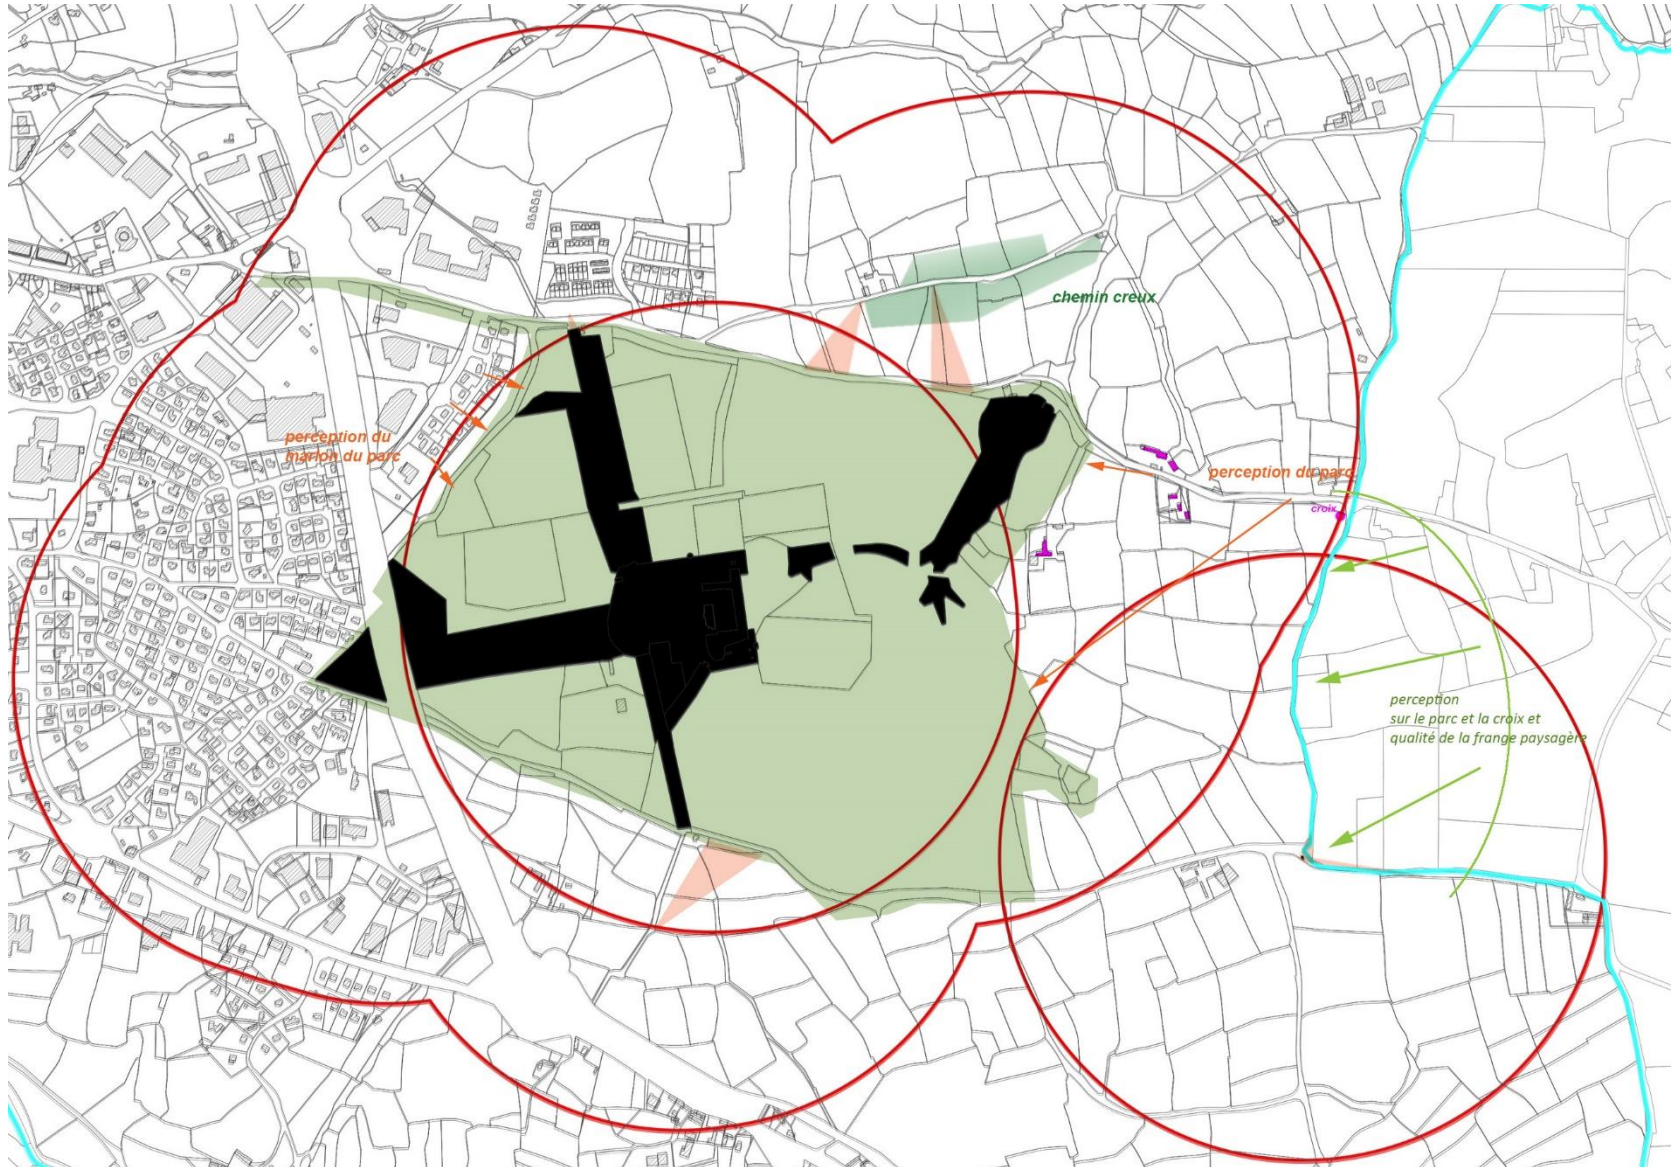 chemin creux
perception du
marlon du parc
perception du parc
croix
perception
sur le parc et la croix et
qualité de la frange paysagère